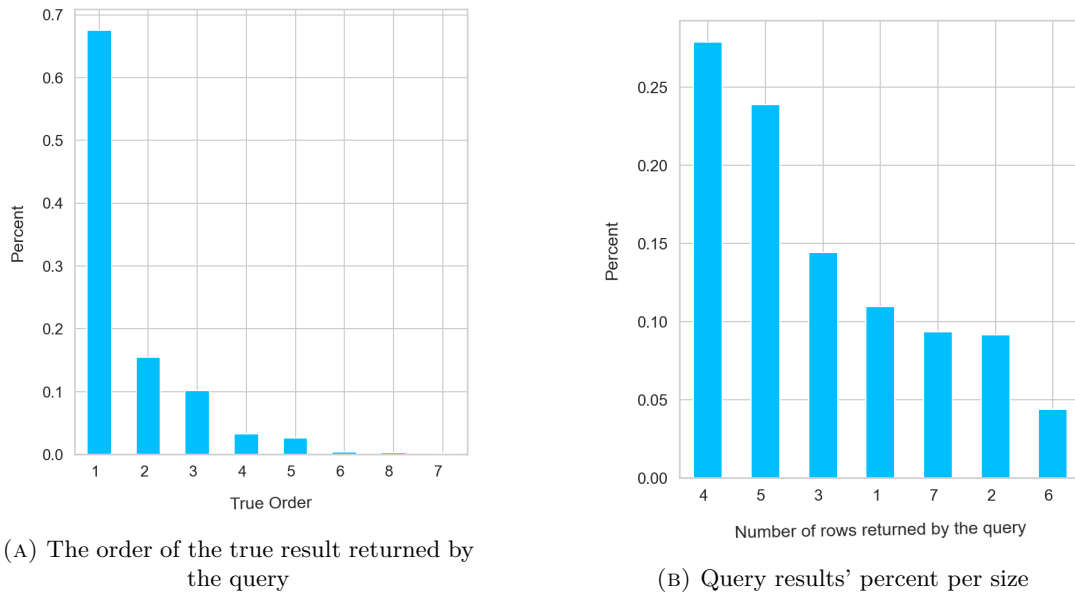 0.7
0.6
0.5
0.4
0.3
0.2
0.1
0.0
Percent
1 2 3 4 5 6 8 7
True Order
(A) The order of the true result returned by
the query
0.25
0.20
0.15
0.10
0.05
0.00
Percent
4 5 3 1 7 2 6
Number of rows returned by the query
(B) Query results' percent per size